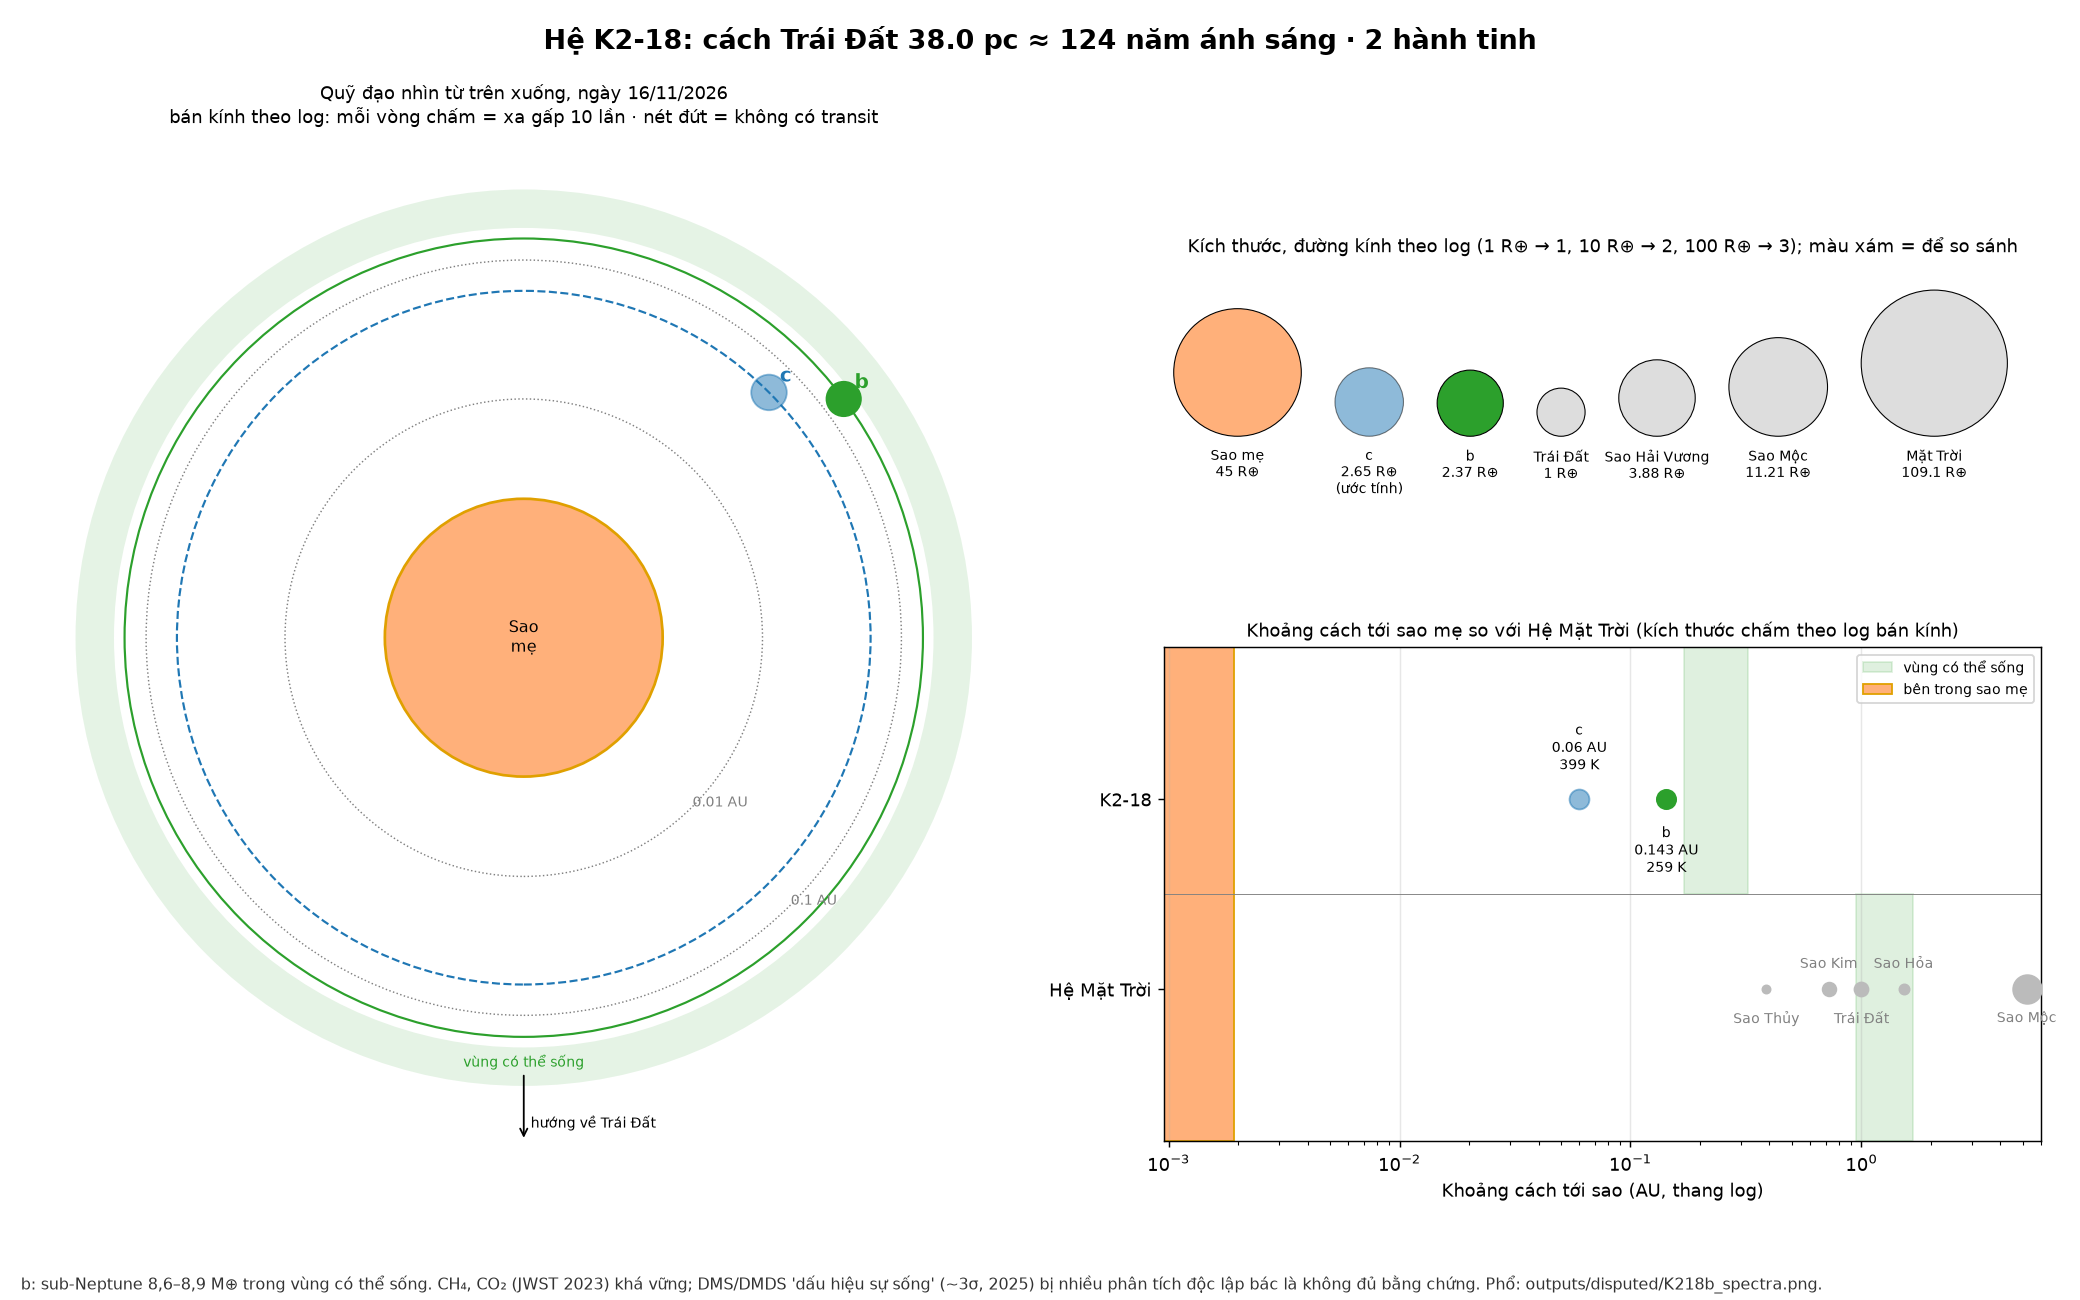 Hệ K2-18: cách Trái Đất 38.0 pc ≈ 124 năm ánh sáng · 2 hành tinh
Quỹ đạo nhìn từ trên xuống, ngày 16/11/2026
bán kính theo log: mỗi vòng chấm = xa gấp 10 lần · nét đứt = không có transit
c
b
Sao
mẹ
0.01 AU
0.1 AU
vùng có thể sống
hướng về Trái Đất
Kích thước, đường kính theo log (1 R⊕ → 1, 10 R⊕ → 2, 100 R⊕ → 3); màu xám = để so sánh
Sao mẹ
45 R⊕
c
2.65 R⊕
(ước tính)
b
2.37 R⊕
Trái Đất
1 R⊕
Sao Hải Vương
3.88 R⊕
Sao Mộc
11.21 R⊕
Mặt Trời
109.1 R⊕
Khoảng cách tới sao mẹ so với Hệ Mặt Trời (kích thước chấm theo log bán kính)
vùng có thể sống
bên trong sao mẹ
c
0.06 AU
399 K
K2-18
b
0.143 AU
259 K
Hệ Mặt Trời
Sao Kim
Sao Hỏa
Sao Thủy
Trái Đất
Sao Mộc
10⁻³
10⁻²
10⁻¹
10⁰
Khoảng cách tới sao (AU, thang log)
b: sub-Neptune 8,6–8,9 M⊕ trong vùng có thể sống. CH₄, CO₂ (JWST 2023) khá vững; DMS/DMDS 'dấu hiệu sự sống' (~3σ, 2025) bị nhiều phân tích độc lập bác là không đủ bằng chứng. Phổ: outputs/disputed/K218b_spectra.png.